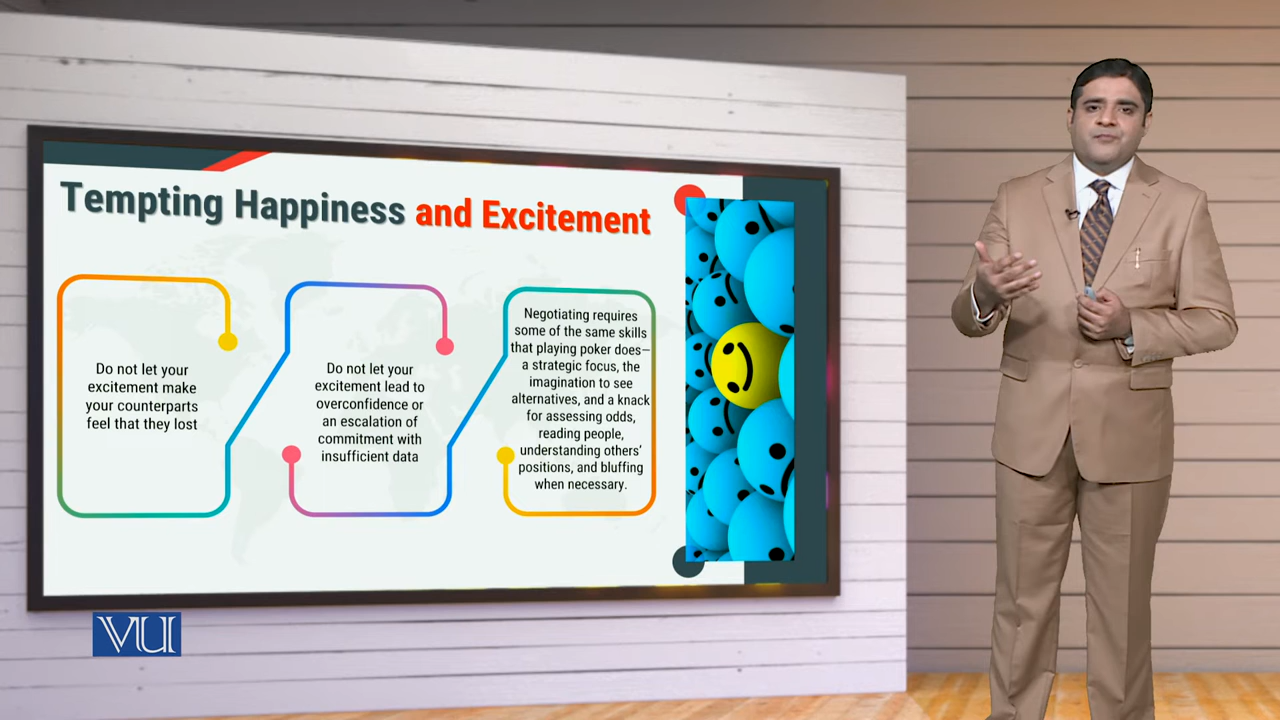 Tempting Happiness and Excitement
Do not let your
excitement make
your counterparts
feel that they lost
Do not let your
excitement lead to
overconfidence or
an escalation of
commitment with
insufficient data
Negotiating requires
some of the same skills
that playing poker does—
a strategic focus, the
imagination to see
alternatives, and a knack
for assessing odds,
reading people,
understanding others'
positions, and bluffing
when necessary.
VU